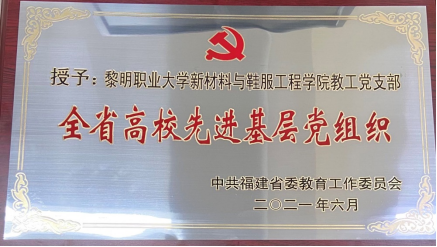 授予：黎明职业大学新材料与鞋服工程学院教工党支部
全省高校先进基层党组织
中共福建省委教育工作委员会
二〇二一年六月